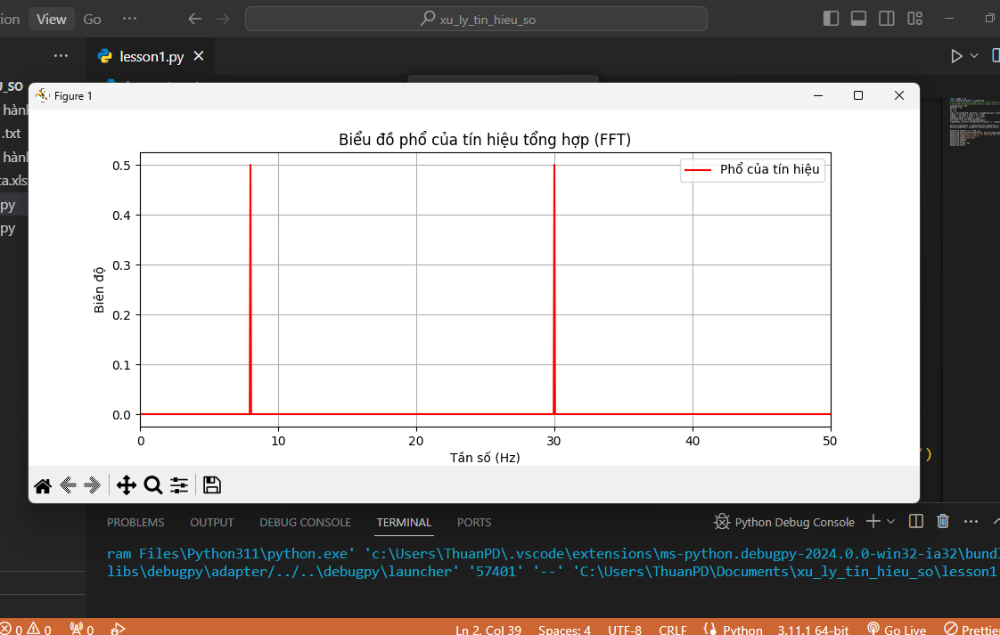 ion View Go ···
xu_ly_tin_hieu_so
··· lesson1.py
J_SO
hành
.txt
hành
ta.xls
py
py
Figure 1
Biểu đồ phổ của tín hiệu tổng hợp (FFT)
Phổ của tín hiệu
0.5
0.4
0.3
0.2
0.1
0.0
Biên độ
0 10 20 30 40 50
Tần số (Hz)
')
PROBLEMS OUTPUT DEBUG CONSOLE TERMINAL PORTS Python Debug Console
ram Files\Python311\python.exe' 'c:\Users\ThuanPD\.vscode\extensions\ms-python.debugpy-2024.0.0-win32-ia32\bundl
libs\debugpy\adapter/../..\debugpy\launcher' '57401' '--' 'C:\Users\ThuanPD\Documents\xu_ly_tin_hieu_so\lesson1
0 0 0 Ln 2, Col 39 Spaces: 4 UTF-8 CRLF Python 3.11.1 64-bit Go Live Prettier